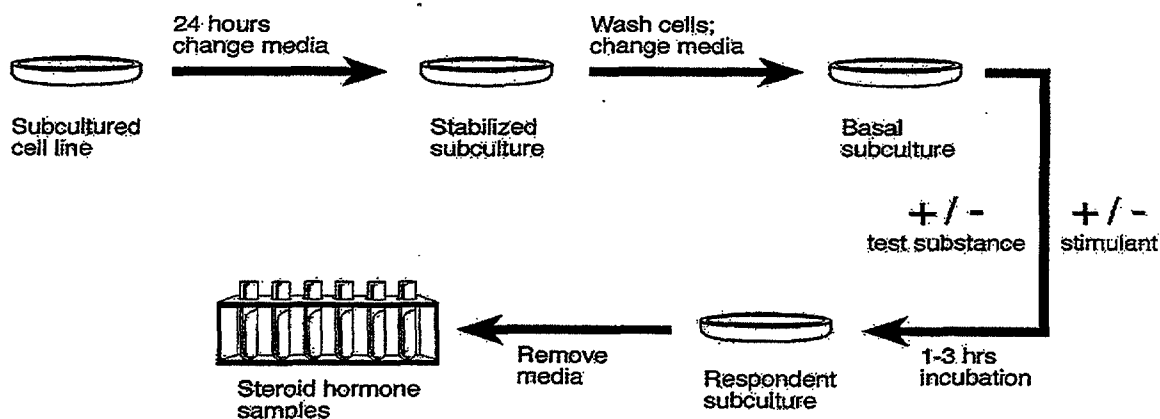 24 hours
change media
Wash cells;
change media
Subcultured
cell line
Stabilized
subculture
Basal
subculture
+ / -
test substance
+ / -
stimulant
1-3 hrs
incubation
Respondent
subculture
Remove
media
Steroid hormone
samples